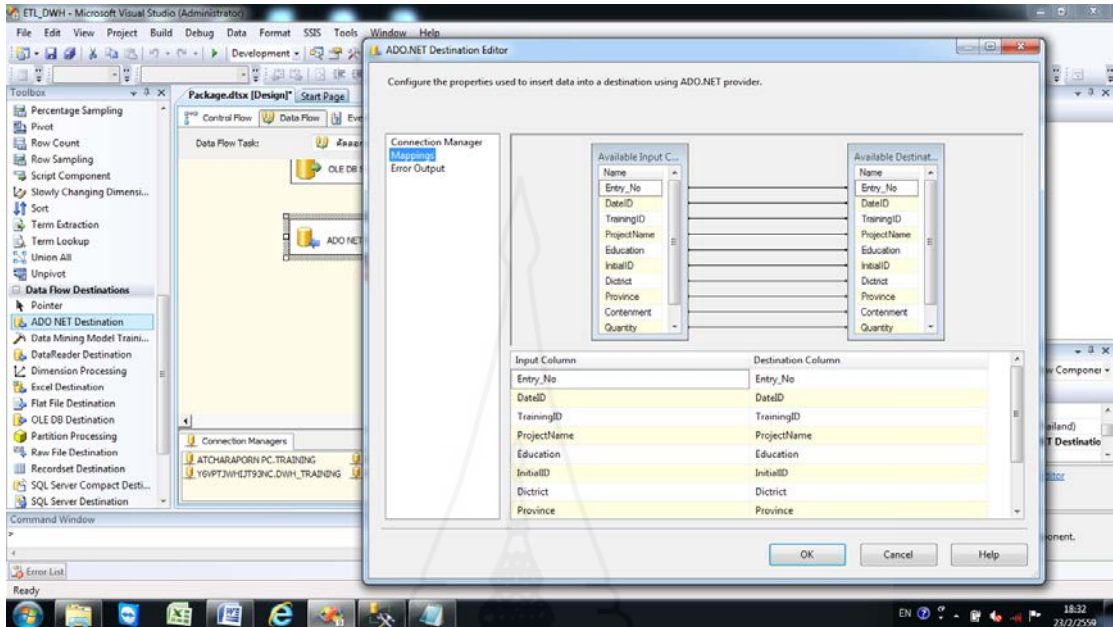 ETL_DWH - Microsoft Visual Studio (Administrator)
File Edit View Project Build Debug Data Format SSIS Tools Window Help
Development
Toolbox
Percentage Sampling
Pivot
Row Count
Row Sampling
Script Component
Slowly Changing Dimensi...
Sort
Term Extraction
Term Lookup
Union All
Unpivot
Data Flow Destinations
Pointer
ADO NET Destination
Data Mining Model Traini...
DataReader Destination
Dimension Processing
Excel Destination
Flat File Destination
OLE DB Destination
Partition Processing
Raw File Destination
Recordset Destination
SQL Server Compact Desti...
SQL Server Destination
Package.dtsx [Design]* Start Page
Control Flow Data Flow Eve
Data Flow Task:
OLE DB S
ADO NET
Connection Managers
ATCHARAPORN PC.TRAINING
Y6VPTJWHIJT93NC.DWH_TRAINING
ADO.NET Destination Editor
Configure the properties used to insert data into a destination using ADO.NET provider.
Connection Manager
Mappings
Error Output
Available Input C...
Name
Entry_No
DateID
TrainingID
ProjectName
Education
InitialID
Dictrict
Province
Contenment
Quantity
Available Destinat...
Name
Entry_No
DateID
TrainingID
ProjectName
Education
InitialID
Dictrict
Province
Contenment
Quantity
Input Column Destination Column
Entry_No Entry_No
DateID DateID
TrainingID TrainingID
ProjectName ProjectName
Education Education
InitialID InitialID
Dictrict Dictrict
Province Province
OK Cancel Help
w Componer
ailand)
T Destinatio
onent.
Command Window
>
Error List
Ready
EN
18:32
23/2/2559